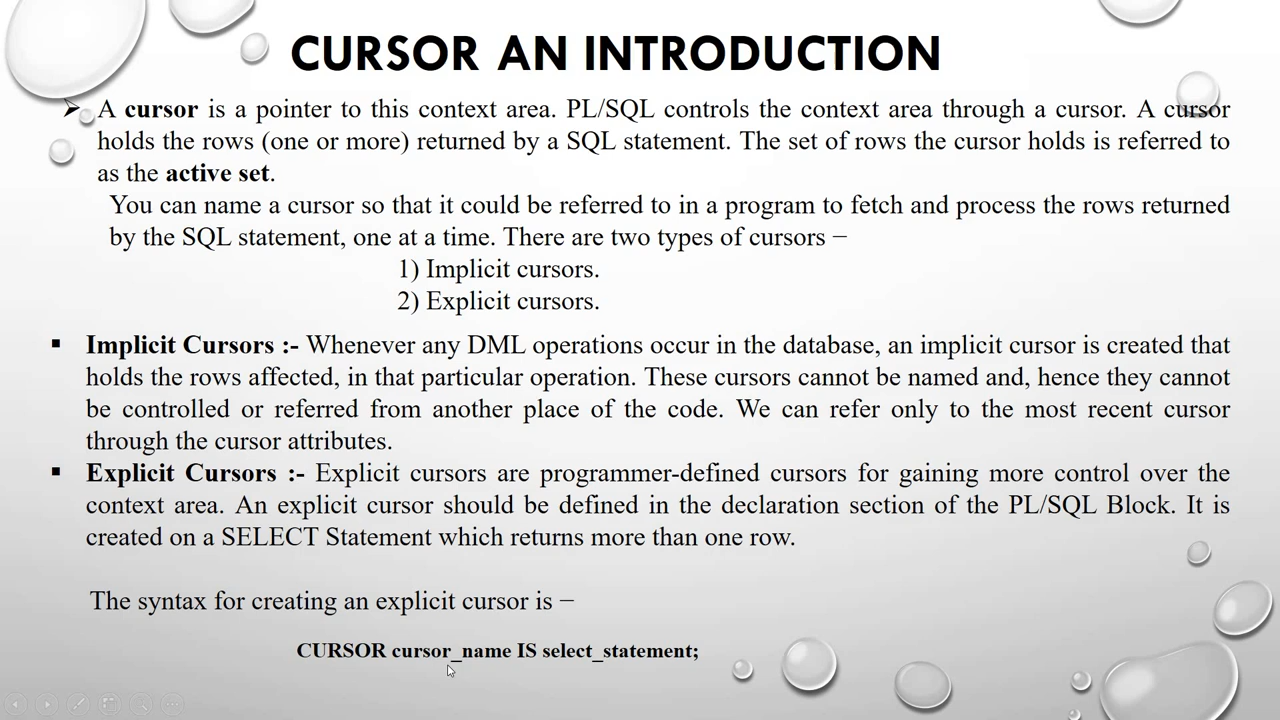 CURSOR AN INTRODUCTION
➤ A cursor is a pointer to this context area. PL/SQL controls the context area through a cursor. A cursor
holds the rows (one or more) returned by a SQL statement. The set of rows the cursor holds is referred to
as the active set.
You can name a cursor so that it could be referred to in a program to fetch and process the rows returned
by the SQL statement, one at a time. There are two types of cursors −
1) Implicit cursors.
2) Explicit cursors.
▪ Implicit Cursors :- Whenever any DML operations occur in the database, an implicit cursor is created that
holds the rows affected, in that particular operation. These cursors cannot be named and, hence they cannot
be controlled or referred from another place of the code. We can refer only to the most recent cursor
through the cursor attributes.
▪ Explicit Cursors :- Explicit cursors are programmer-defined cursors for gaining more control over the
context area. An explicit cursor should be defined in the declaration section of the PL/SQL Block. It is
created on a SELECT Statement which returns more than one row.
The syntax for creating an explicit cursor is −
CURSOR cursor_name IS select_statement;